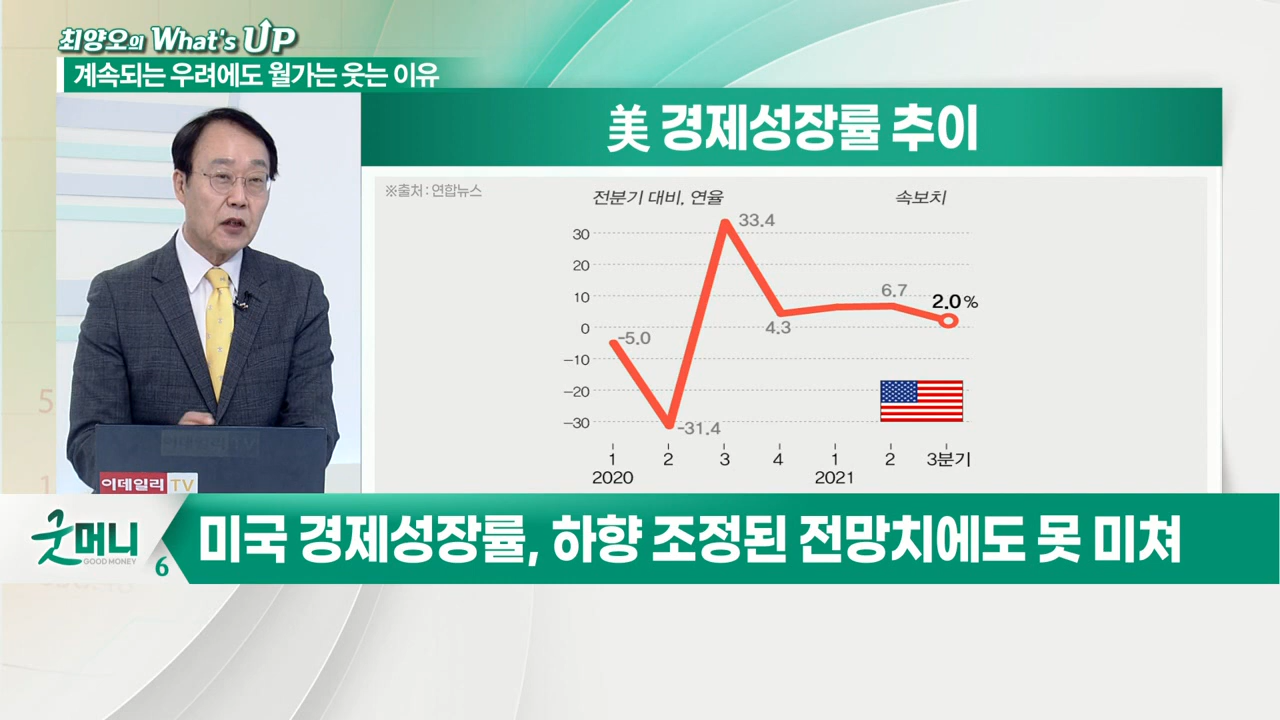 최양오의 What's UP
계속되는 우려에도 월가는 웃는 이유
美 경제성장률 추이
※출처 : 연합뉴스
전분기 대비, 연율
속보치
30
20
10
0
-10
-20
-30
-5.0
-31.4
33.4
4.3
6.7
2.0%
1 2 3 4 1 2 3분기
2020 2021
5
1
이데일리 TV
굿머니
GOOD MONEY
6
미국 경제성장률, 하향 조정된 전망치에도 못 미쳐